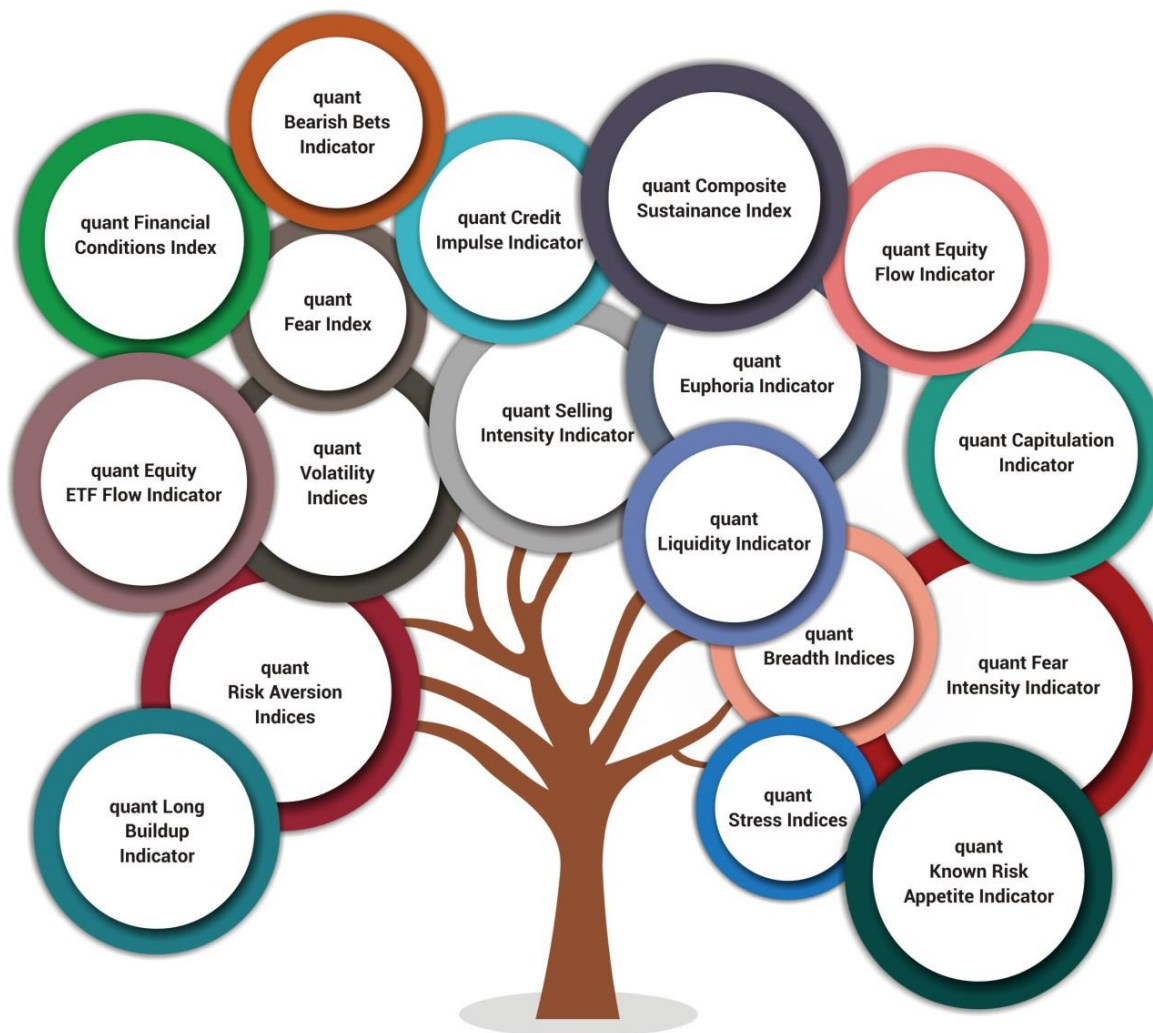 quant
Bearish Bets
Indicator
quant Financial
Conditions Index
quant Credit
Impulse Indicator
quant Composite
Sustainance Index
quant Equity
Flow Indicator
quant
Fear Index
quant
Euphoria Indicator
quant Selling
Intensity Indicator
quant Capitulation
Indicator
quant Equity
ETF Flow Indicator
quant
Volatility
Indices
quant
Liquidity Indicator
quant
Breadth Indices
quant Fear
Intensity Indicator
quant
Risk Aversion
Indices
quant Long
Buildup
Indicator
quant
Stress Indices
quant
Known Risk
Appetite Indicator